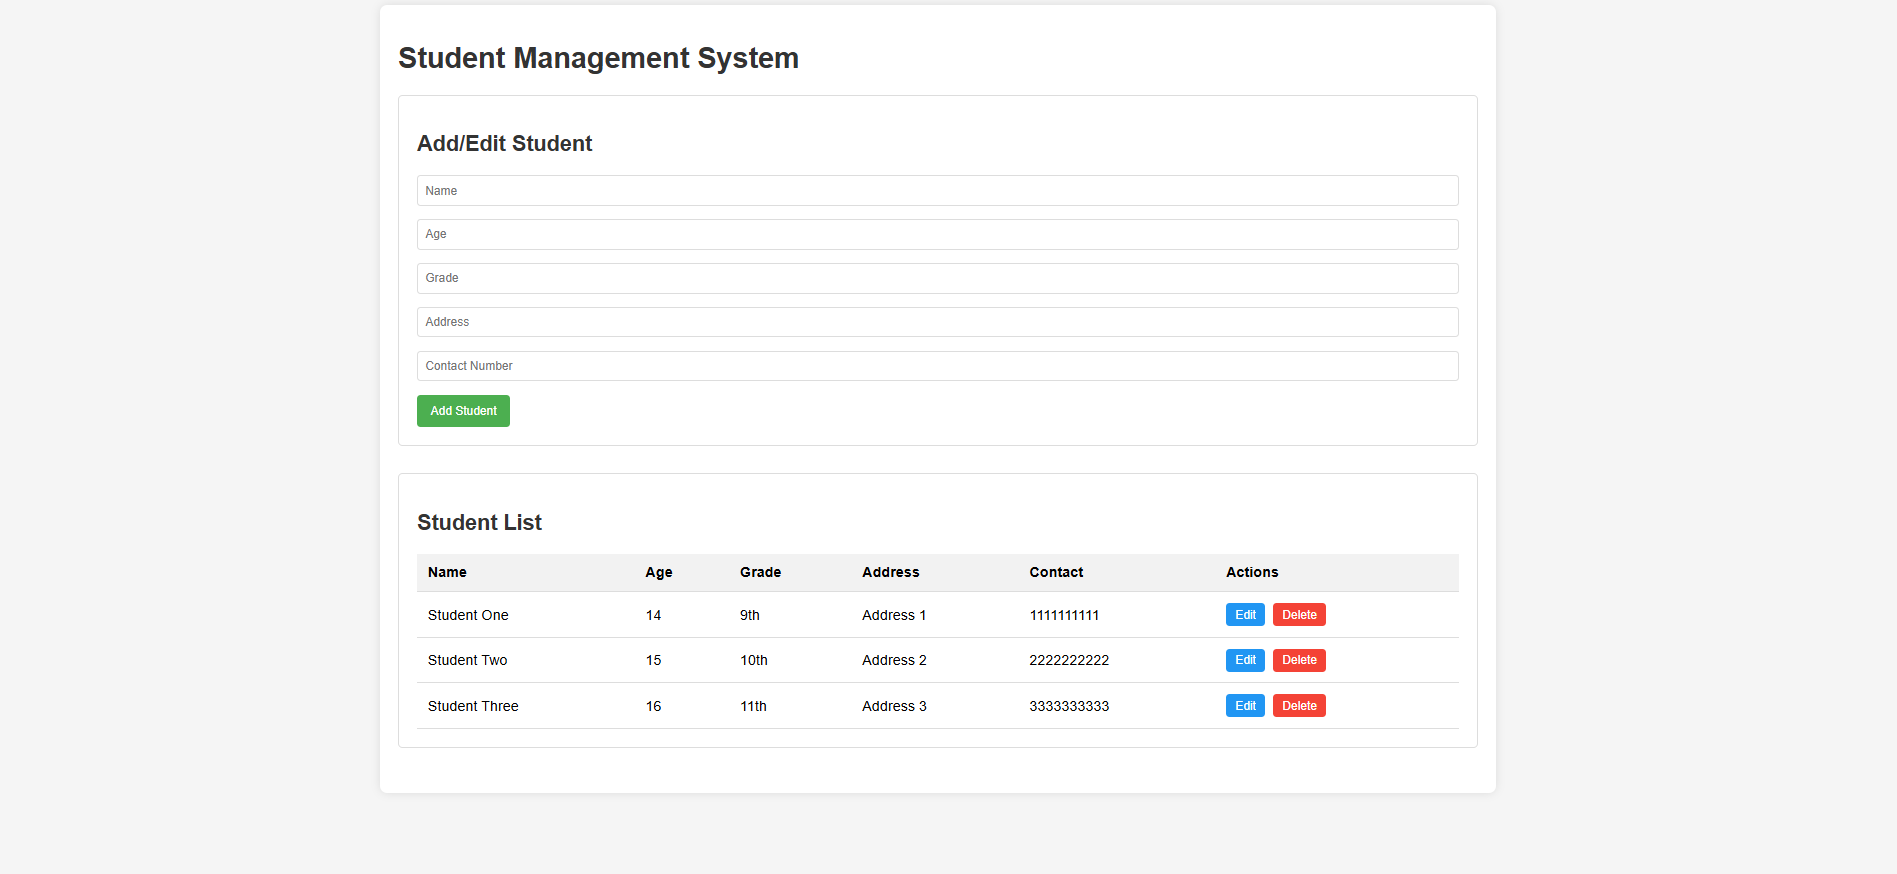 Student Management System
Add/Edit Student
Name
Age
Grade
Address
Contact Number
Add Student
Student List
Name Age Grade Address Contact Actions
Student One 14 9th Address 1 1111111111 Edit Delete
Student Two 15 10th Address 2 2222222222 Edit Delete
Student Three 16 11th Address 3 3333333333 Edit Delete